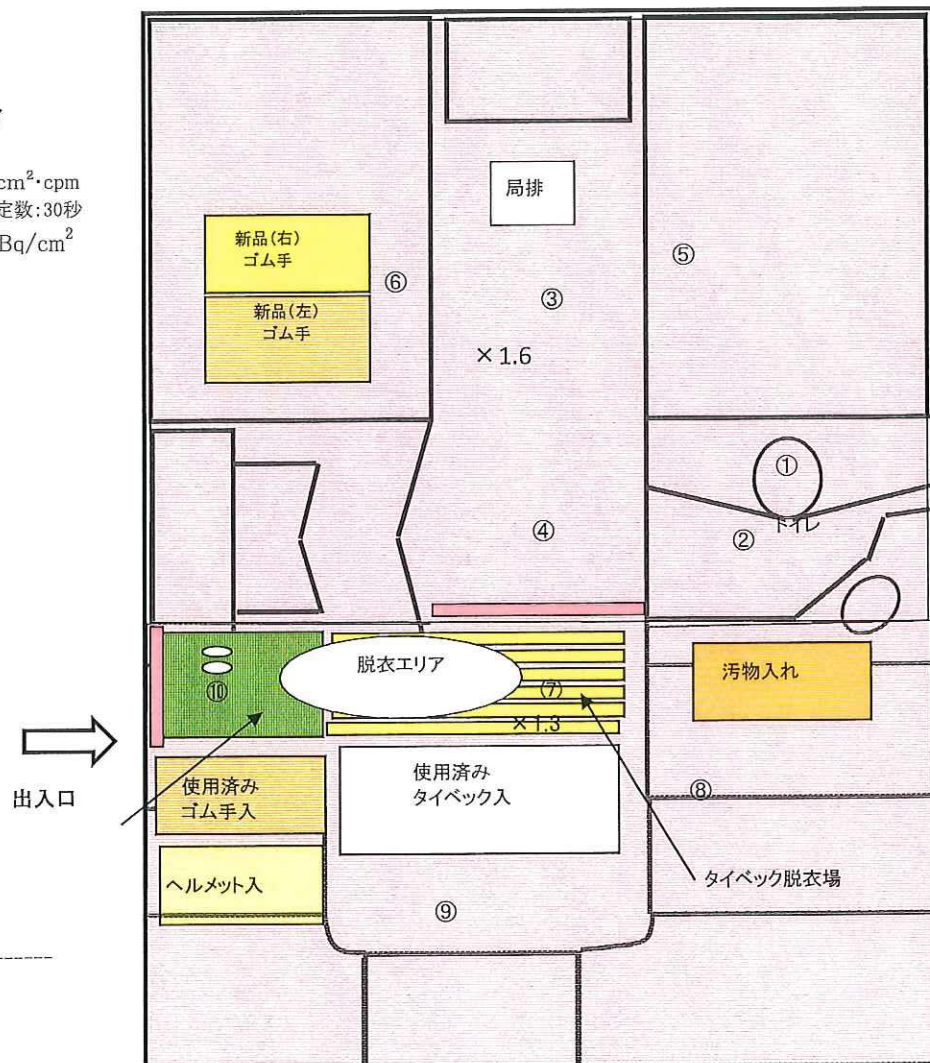 cm²·cpm
定数:30秒
Bq/cm²
局排
新品(右)
ゴム手
新品(左)
ゴム手
⑥
③
⑤
×1.6
①
トイレ
②
④
脱衣エリア
⑦
×1.3
⑩
汚物入れ
出入口
使用済み
ゴム手入
使用済み
タイベック入
⑧
ヘルメット入
タイベック脱衣場
⑨